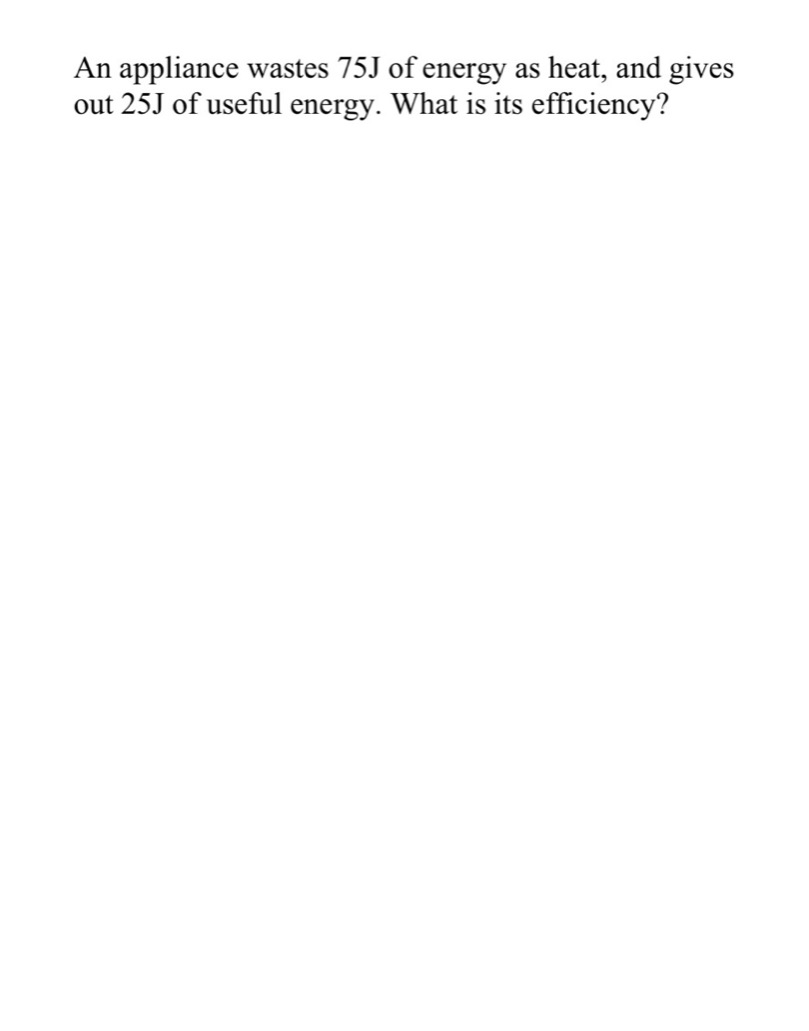 An appliance wastes 75J of energy as heat, and gives
out 25J of useful energy. What is its efficiency?